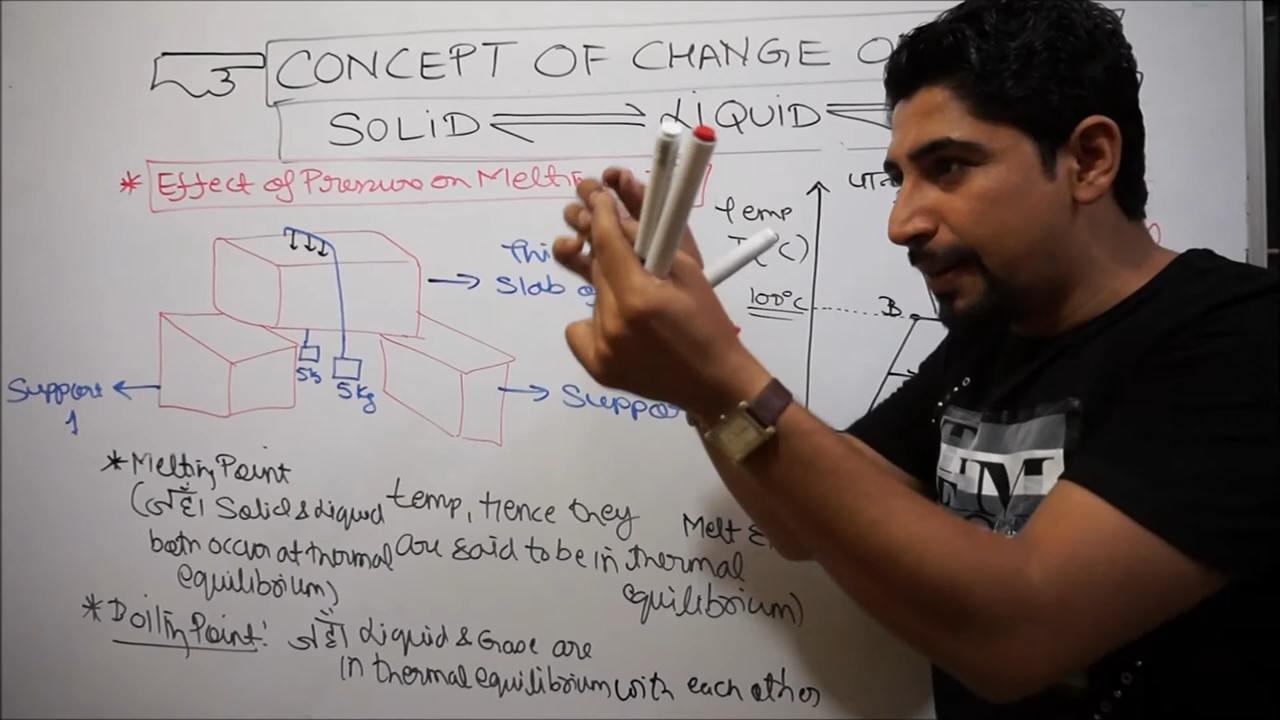 CONCEPT OF CHANGE
SOLiD ⇌ LiQUiD
* Effect of Pressure on Melt
temp
100°C
B
slab
5kg
5kg
Support
1
Suppor
* Melting Point
(जहाँ Solid & Liquid temp, Hence they
both occur at thermal are said to be in thermal
equilibrium)
equilibrium)
Melt
* Boiling Point: जहाँ Liquid & Gase are
in thermal equilibrium with each other